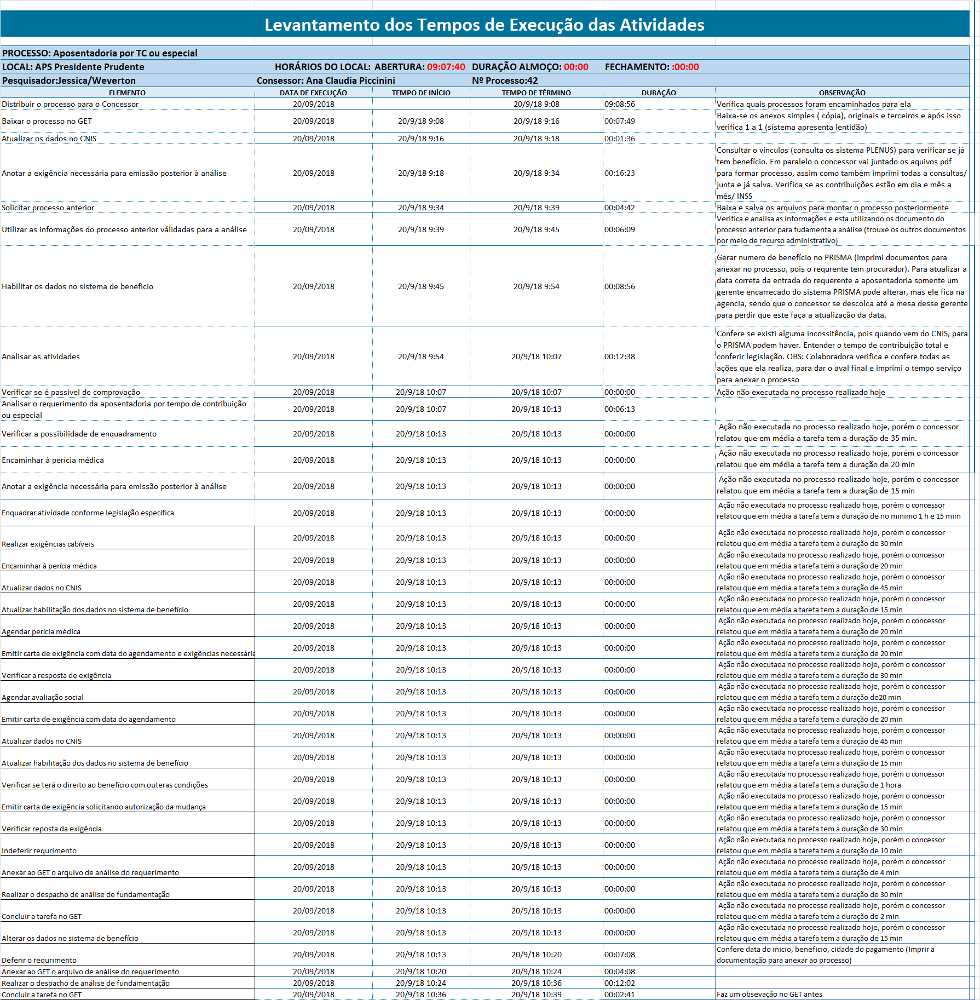 Levantamento dos Tempos de Execução das Atividades
PROCESSO: Aposentadoria por TC ou especial
LOCAL: APS Presidente Prudente HORÁRIOS DO LOCAL: ABERTURA: 09:07:40 DURAÇÃO ALMOÇO: 00:00 FECHAMENTO: :00:00
Pesquisador:Jessica/Weverton Consessor: Ana Claudia Piccinini Nº Processo:42
ELEMENTO DATA DE EXECUÇÃO TEMPO DE INÍCIO TEMPO DE TÉRMINO DURAÇÃO OBSERVAÇÃO
Distribuir o processo para o Concessor 20/09/2018 20/9/18 9:08 09:08:56 Verifica quais processos foram encaminhados para ela
Baixar o processo no GET 20/09/2018 20/9/18 9:08 20/9/18 9:16 00:07:49 Baixa-se os anexos simples ( cópia), originais e terceiros e após isso
verifica 1 a 1 (sistema apresenta lentidão)
Atualizar os dados no CNIS 20/09/2018 20/9/18 9:16 20/9/18 9:18 00:01:36
Anotar a exigência necessária para emissão posterior à análise 20/09/2018 20/9/18 9:18 20/9/18 9:34 00:16:23 Consultar o vínculos (consulta os sistema PLENUS) para verificar se já
tem benefício. Em paralelo o concessor vai juntado os aquivos pdf
para formar processo, assim como também imprimi todas a consultas/
junta e já salva. Verifica se as contribuições estão em dia e mês a
mês/ INSS
Solicitar processo anterior 20/09/2018 20/9/18 9:34 20/9/18 9:39 00:04:42 Baixa e salva os arquivos para montar o processo posteriormente
Utilizar as informações do processo anterior válidadas para a análise 20/09/2018 20/9/18 9:39 20/9/18 9:45 00:06:09 Verifica e analisa as informações e esta utilizando os documento do
processo anterior para fudamenta a análise (trouxe os outros documentos
por meio de recurso administrativo)
Habilitar os dados no sistema de beneficio 20/09/2018 20/9/18 9:45 20/9/18 9:54 00:08:56 Gerar numero de benefício no PRISMA (imprimi documentos para
anexar no processo, pois o requrente tem procurador). Para atualizar a
data correta da entrada do requerente a aposentadoria somente um
gerente encarrecado do sistema PRISMA pode alterar, mas ele fica na
agencia, sendo que o concessor se descolca até a mesa desse gerente
para perdir que este faça a atualização da data.
Analisar as atividades 20/09/2018 20/9/18 9:54 20/9/18 10:07 00:12:38 Confere se existi alguma incossitência, pois quando vem do CNIS, para
o PRISMA podem haver. Entender o tempo de contribuição total e
conferir legislação. OBS: Colaboradora verifica e confere todas as
ações que ela realiza, para dar o aval final e imprimi o tempo serviço
para anexar o processo
Verificar se é passível de comprovação 20/09/2018 20/9/18 10:07 20/9/18 10:07 00:00:00 Ação não executada no processo realizado hoje
Analisar o requerimento da aposentadoria por tempo de contribuição
ou especial 20/09/2018 20/9/18 10:07 20/9/18 10:13 00:06:13
Verificar a possibilidade de enquadramento 20/09/2018 20/9/18 10:13 20/9/18 10:13 00:00:00 Ação não executada no processo realizado hoje, porém o concessor
relatou que em média a tarefa tem a duração de 35 min.
Encaminhar à perícia médica 20/09/2018 20/9/18 10:13 20/9/18 10:13 00:00:00 Ação não executada no processo realizado hoje, porém o concessor
relatou que em média a tarefa tem a duração de 20 min
Anotar a exigência necessária para emissão posterior à análise 20/09/2018 20/9/18 10:13 20/9/18 10:13 00:00:00 Ação não executada no processo realizado hoje, porém o concessor
relatou que em média a tarefa tem a duração de 15 min
Enquadrar atividade conforme legislação específica 20/09/2018 20/9/18 10:13 20/9/18 10:13 00:00:00 Ação não executada no processo realizado hoje, porém o concessor
relatou que em média a tarefa tem a duração de no minimo 1 h e 15 mim
Realizar exigências cabíveis 20/09/2018 20/9/18 10:13 20/9/18 10:13 00:00:00 Ação não executada no processo realizado hoje, porém o concessor
relatou que em média a tarefa tem a duração de 30 min
Encaminhar à perícia médica 20/09/2018 20/9/18 10:13 20/9/18 10:13 00:00:00 Ação não executada no processo realizado hoje, porém o concessor
relatou que em média a tarefa tem a duração de 20 min
Atualizar dados no CNIS 20/09/2018 20/9/18 10:13 20/9/18 10:13 00:00:00 Ação não executada no processo realizado hoje, porém o concessor
relatou que em média a tarefa tem a duração de 45 min
Atualizar habilitação dos dados no sistema de benefício 20/09/2018 20/9/18 10:13 20/9/18 10:13 00:00:00 Ação não executada no processo realizado hoje, porém o concessor
relatou que em média a tarefa tem a duração de 15 min
Agendar perícia médica 20/09/2018 20/9/18 10:13 20/9/18 10:13 00:00:00 Ação não executada no processo realizado hoje, porém o concessor
relatou que em média a tarefa tem a duração de 20 min
Emitir carta de exigência com data do agendamento e exigências necessária 20/09/2018 20/9/18 10:13 20/9/18 10:13 00:00:00 Ação não executada no processo realizado hoje, porém o concessor
relatou que em média a tarefa tem a duração de 20 min
Verificar a resposta de exigência 20/09/2018 20/9/18 10:13 20/9/18 10:13 00:00:00 Ação não executada no processo realizado hoje, porém o concessor
relatou que em média a tarefa tem a duração de 30 min
Agendar avaliação social 20/09/2018 20/9/18 10:13 20/9/18 10:13 00:00:00 Ação não executada no processo realizado hoje, porém o concessor
relatou que em média a tarefa tem a duração de20 min
Emitir carta de exigência com data do agendamento 20/09/2018 20/9/18 10:13 20/9/18 10:13 00:00:00 Ação não executada no processo realizado hoje, porém o concessor
relatou que em média a tarefa tem a duração de 20 min
Atualizar dados no CNIS 20/09/2018 20/9/18 10:13 20/9/18 10:13 00:00:00 Ação não executada no processo realizado hoje, porém o concessor
relatou que em média a tarefa tem a duração de 45 min
Atualizar habilitação dos dados no sistema de benefício 20/09/2018 20/9/18 10:13 20/9/18 10:13 00:00:00 Ação não executada no processo realizado hoje, porém o concessor
relatou que em média a tarefa tem a duração de 15 min
Verificar se terá o direito ao benefício com outeras condições 20/09/2018 20/9/18 10:13 20/9/18 10:13 00:00:00 Ação não executada no processo realizado hoje, porém o concessor
relatou que em média a tarefa tem a duração de 1 hora
Emitir carta de exigência solicitando autorização da mudança 20/09/2018 20/9/18 10:13 20/9/18 10:13 00:00:00 Ação não executada no processo realizado hoje, porém o concessor
relatou que em média a tarefa tem a duração de 15 min
Verificar reposta da exigência 20/09/2018 20/9/18 10:13 20/9/18 10:13 00:00:00 Ação não executada no processo realizado hoje, porém o concessor
relatou que em média a tarefa tem a duração de 30 min
Indeferir requrimento 20/09/2018 20/9/18 10:13 20/9/18 10:13 00:00:00 Ação não executada no processo realizado hoje, porém o concessor
relatou que em média a tarefa tem a duração de 10 min
Anexar ao GET o arquivo de análise do requerimento 20/09/2018 20/9/18 10:13 20/9/18 10:13 00:00:00 Ação não executada no processo realizado hoje, porém o concessor
relatou que em média a tarefa tem a duração de 4 min
Realizar o despacho de análise de fundamentação 20/09/2018 20/9/18 10:13 20/9/18 10:13 00:00:00 Ação não executada no processo realizado hoje, porém o concessor
relatou que em média a tarefa tem a duração de 30 min
Concluir a tarefa no GET 20/09/2018 20/9/18 10:13 20/9/18 10:13 00:00:00 Ação não executada no processo realizado hoje, porém o concessor
relatou que em média a tarefa tem a duração de 2 min
Alterar os dados no sistema de benefício 20/09/2018 20/9/18 10:13 20/9/18 10:13 00:00:00 Ação não executada no processo realizado hoje, porém o concessor
relatou que em média a tarefa tem a duração de 15 min
Deferir o requrimento 20/09/2018 20/9/18 10:13 20/9/18 10:20 00:07:08 Confere data do inicio, beneficio, cidade do pagamento (Imprir a
documentação para anexar ao processo)
Anexar ao GET o arquivo de análise do requerimento 20/09/2018 20/9/18 10:20 20/9/18 10:24 00:04:08
Realizar o despacho de análise de fundamentação 20/09/2018 20/9/18 10:24 20/9/18 10:36 00:12:02
Concluir a tarefa no GET 20/09/2018 20/9/18 10:36 20/9/18 10:39 00:02:41 Faz um obsevação no GET antes